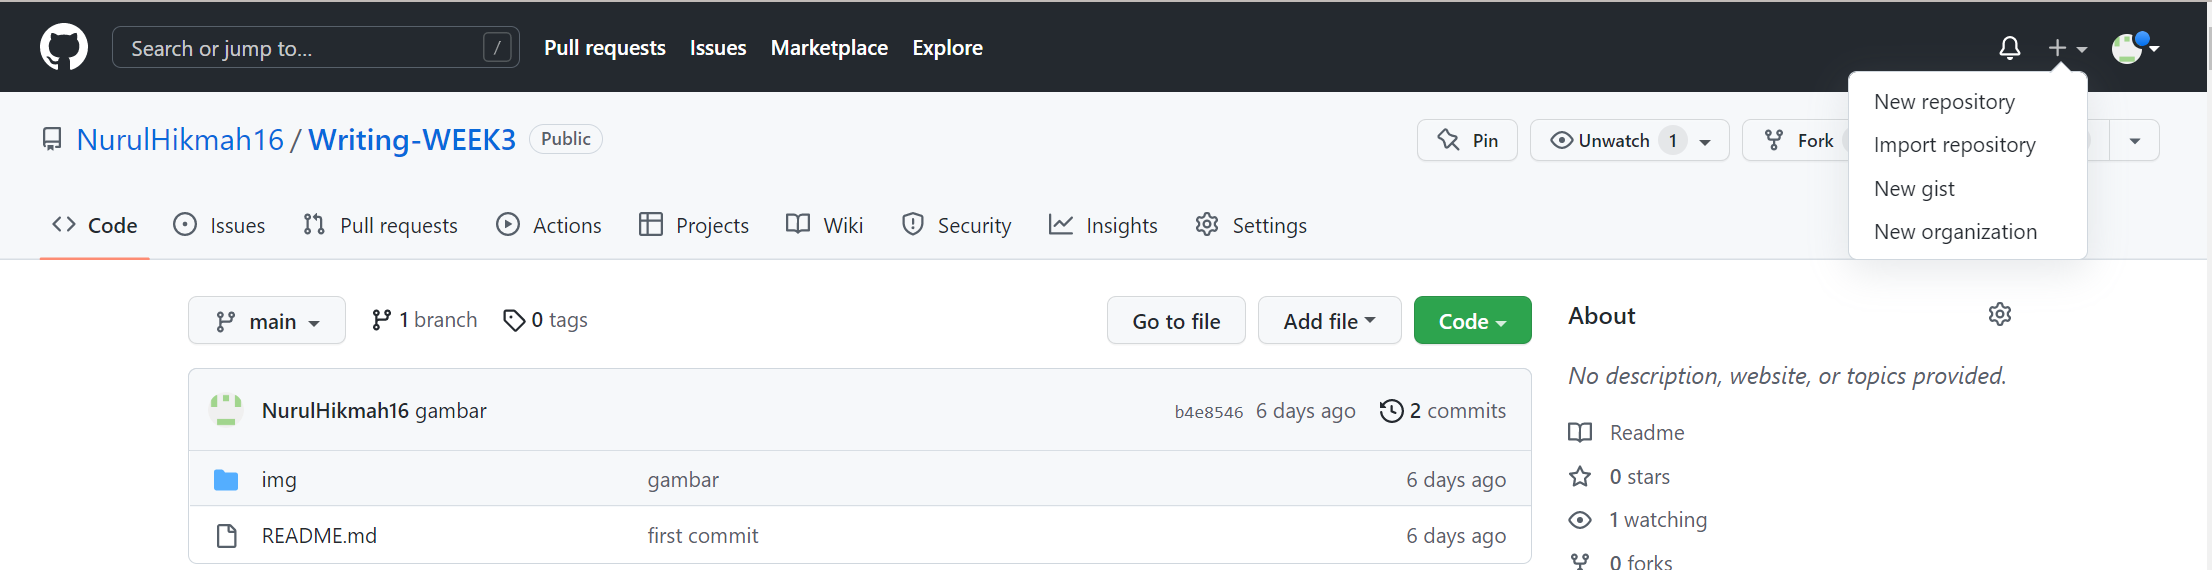 Search or jump to... / Pull requests Issues Marketplace Explore
New repository
Import repository
New gist
New organization
NurulHikmah16 / Writing-WEEK3 Public
Pin Unwatch 1 Fork
Code Issues Pull requests Actions Projects Wiki Security Insights Settings
main 1 branch 0 tags Go to file Add file Code
NurulHikmah16 gambar b4e8546 6 days ago 2 commits
img gambar 6 days ago
README.md first commit 6 days ago
About
No description, website, or topics provided.
Readme
0 stars
1 watching
0 forks